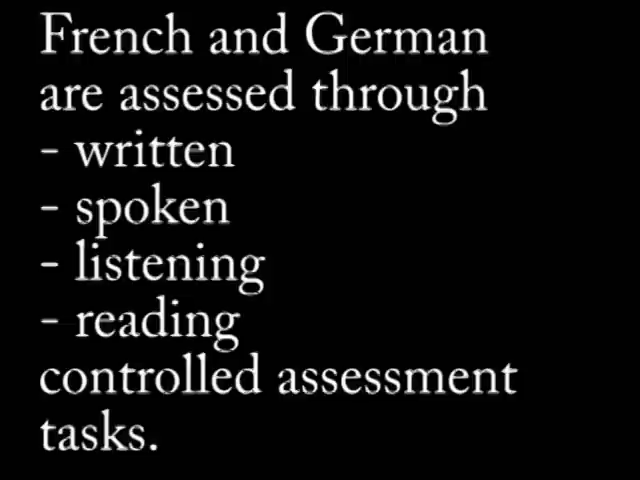 French and German
are assessed through
- written
- spoken
- listening
- reading
controlled assessment
tasks.